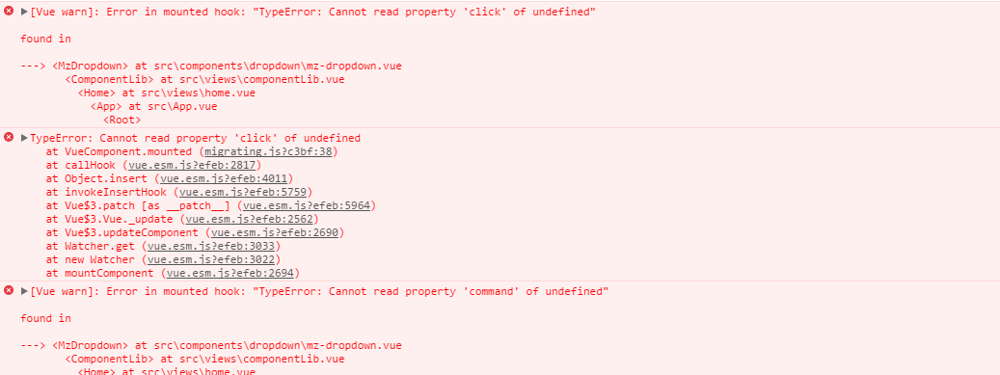 ▶[Vue warn]: Error in mounted hook: "TypeError: Cannot read property 'click' of undefined"
found in
---> <MzDropdown> at src\components\dropdown\mz-dropdown.vue
<ComponentLib> at src\views\componentLib.vue
<Home> at src\views\home.vue
<App> at src\App.vue
<Root>
▶TypeError: Cannot read property 'click' of undefined
at VueComponent.mounted (migrating.js?c3bf:38)
at callHook (vue.esm.js?efeb:2817)
at Object.insert (vue.esm.js?efeb:4011)
at invokeInsertHook (vue.esm.js?efeb:5759)
at Vue$3.patch [as __patch__] (vue.esm.js?efeb:5964)
at Vue$3.Vue._update (vue.esm.js?efeb:2562)
at Vue$3.updateComponent (vue.esm.js?efeb:2690)
at Watcher.get (vue.esm.js?efeb:3033)
at new Watcher (vue.esm.js?efeb:3022)
at mountComponent (vue.esm.js?efeb:2694)
▶[Vue warn]: Error in mounted hook: "TypeError: Cannot read property 'command' of undefined"
found in
---> <MzDropdown> at src\components\dropdown\mz-dropdown.vue
<ComponentLib> at src\views\componentLib.vue
<Home> at src\views\home.vue